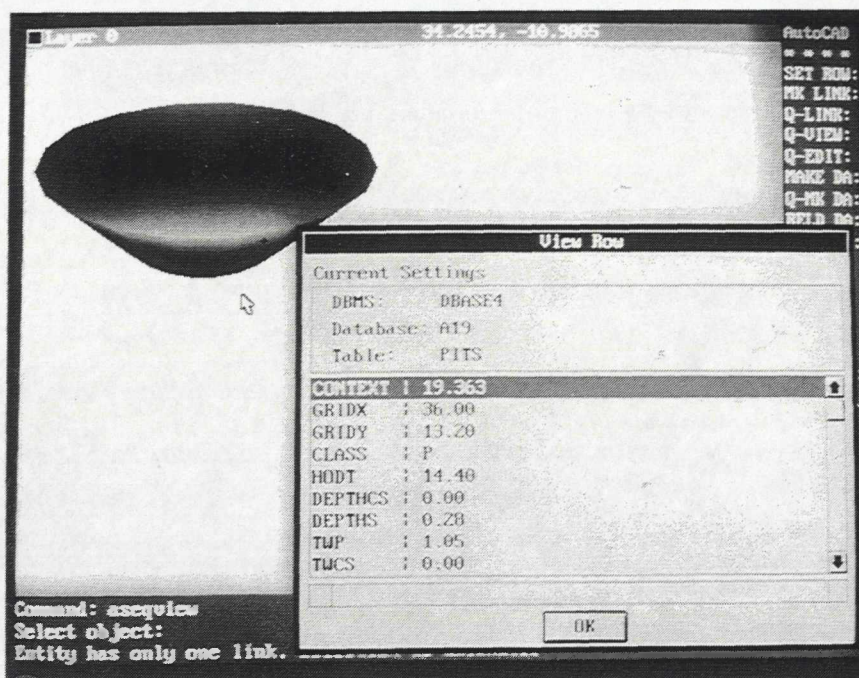 Layer 0
34.2454, -10.9065
AutoCAD
* * * *
SET ROW:
MK LINK:
Q-LINK:
Q-VIEW:
Q-EDIT:
MAKE DA:
Q-MK DA:
RELD DA:
View Row
Current Settings
DBMS: DBASE4
Database: A19
Table: PITS
CONTEXT : 19.363
GRIDX : 36.00
GRIDY : 13.20
CLASS : P
HODT : 14.40
DEPTHCS : 0.00
DEPTHS : 0.28
TWP : 1.05
TWCS : 0.00
OK
Command: aseqview
Select object:
Entity has only one link.